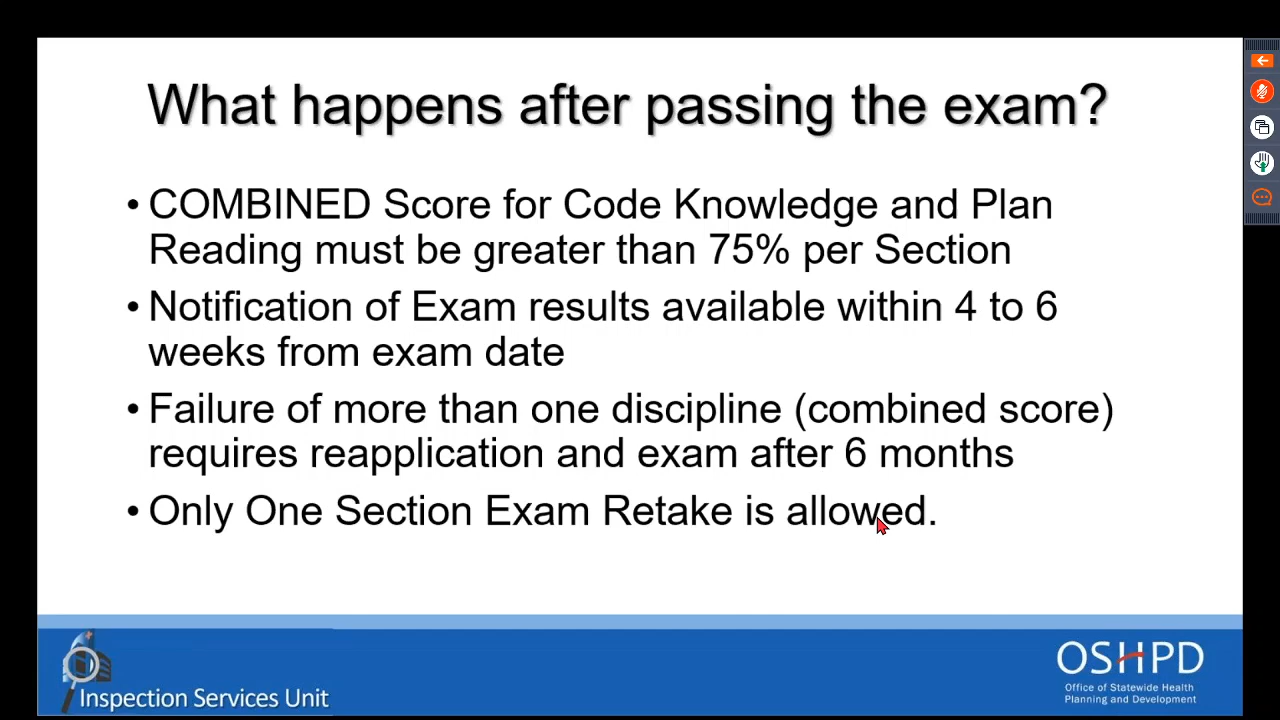 What happens after passing the exam?
• COMBINED Score for Code Knowledge and Plan
Reading must be greater than 75% per Section
• Notification of Exam results available within 4 to 6
weeks from exam date
• Failure of more than one discipline (combined score)
requires reapplication and exam after 6 months
• Only One Section Exam Retake is allowed.
Inspection Services Unit
OSHPD
Office of Statewide Health
Planning and Development